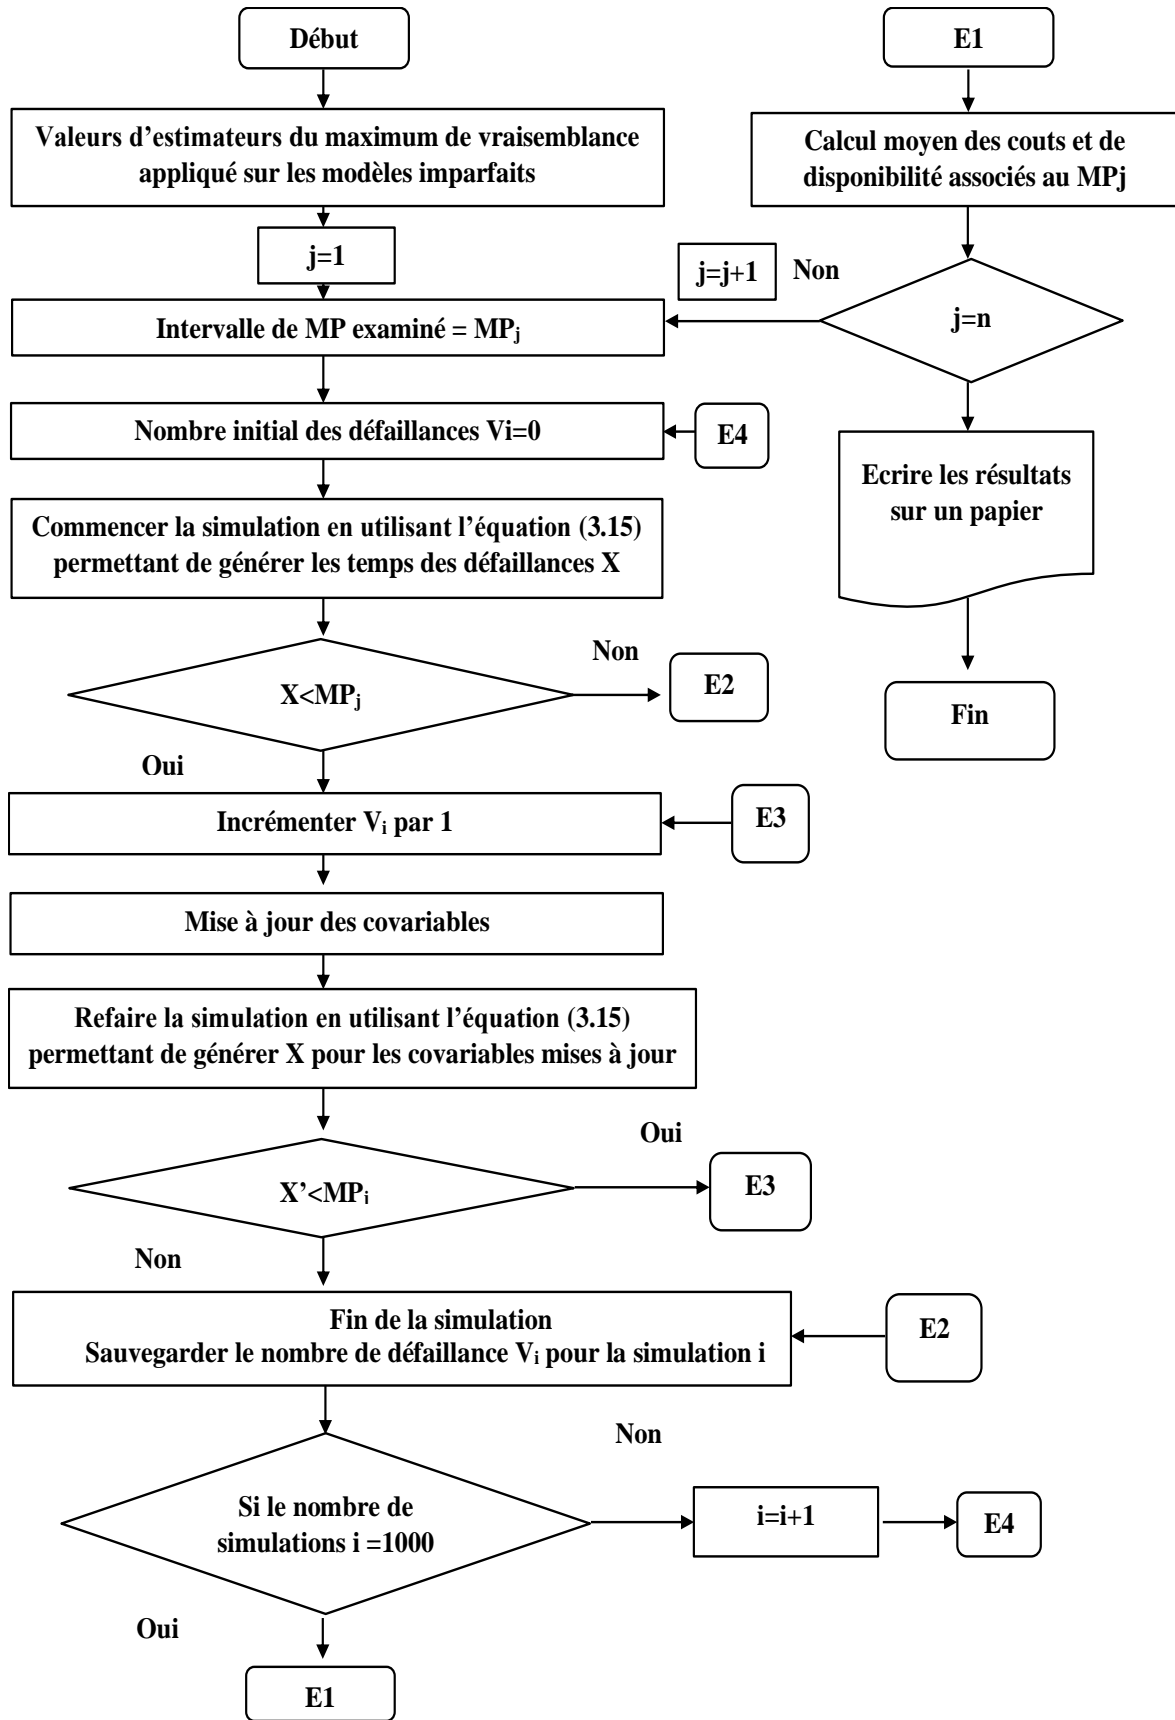 Début
Valeurs d'estimateurs du maximum de vraisemblance
appliqué sur les modèles imparfaits
j=1
Intervalle de MP examiné = MPj
Nombre initial des défaillances Vi=0
E4
Commencer la simulation en utilisant l'équation (3.15)
permettant de générer les temps des défaillances X
X<MPj
Non
E2
Oui
Incrémenter Vi par 1
E3
Mise à jour des covariables
Refaire la simulation en utilisant l'équation (3.15)
permettant de générer X pour les covariables mises à jour
X'<MPj
Oui
E3
Non
Fin de la simulation
Sauvegarder le nombre de défaillance Vi pour la simulation i
E2
Si le nombre de
simulations i =1000
Non
i=i+1
E4
Oui
E1
E1
Calcul moyen des couts et de
disponibilité associés au MPj
j=n
Non
j=j+1
Ecrire les résultats
sur un papier
Fin